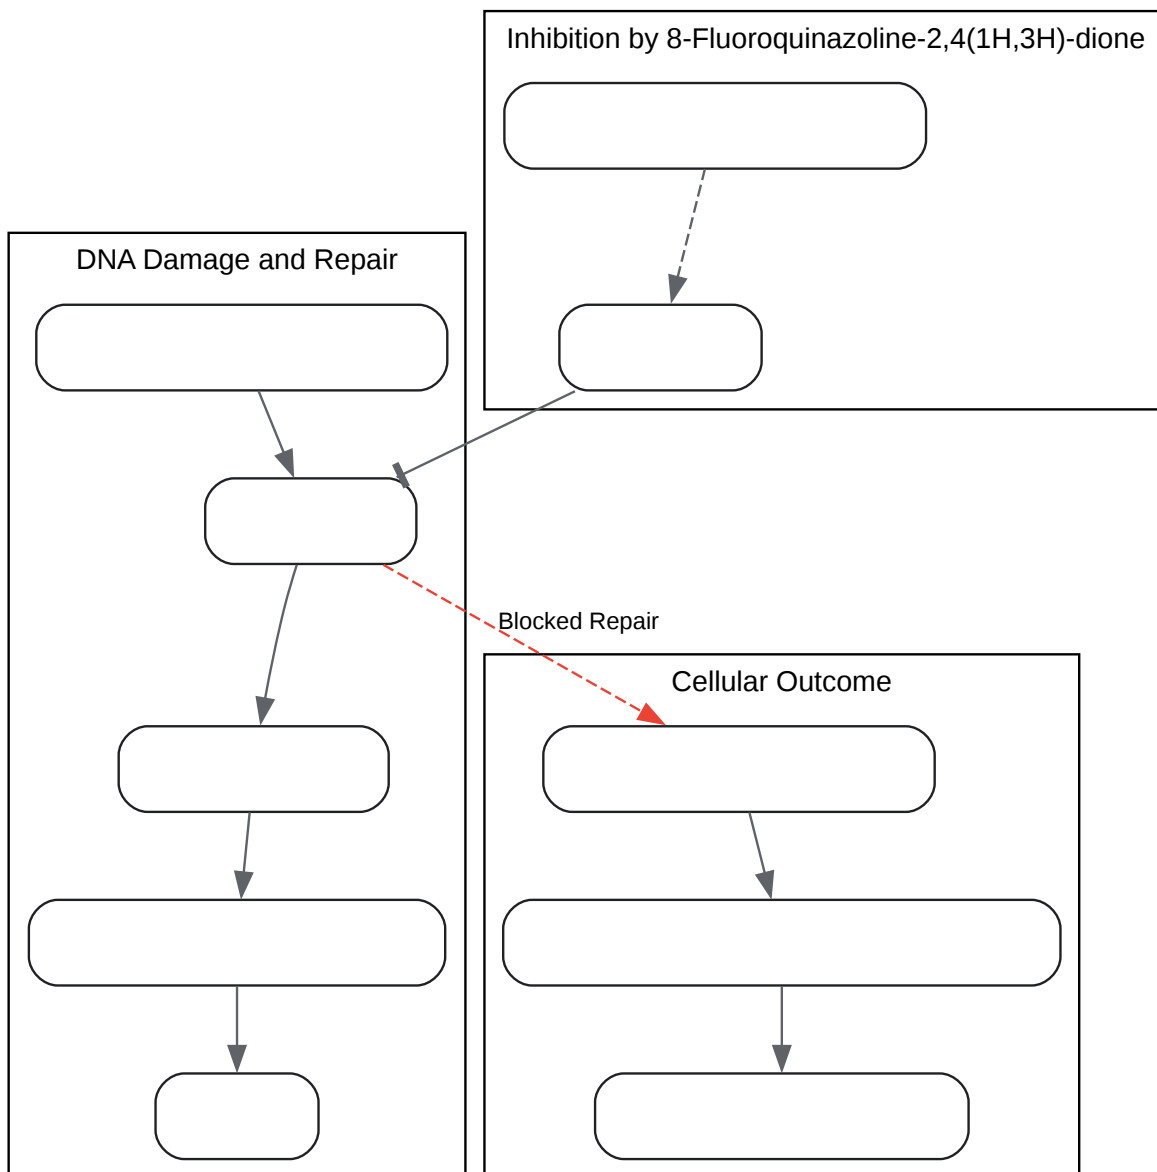 Inhibition by 8-Fluoroquinazoline-2,4(1H,3H)-dione
DNA Damage and Repair
Blocked Repair
Cellular Outcome